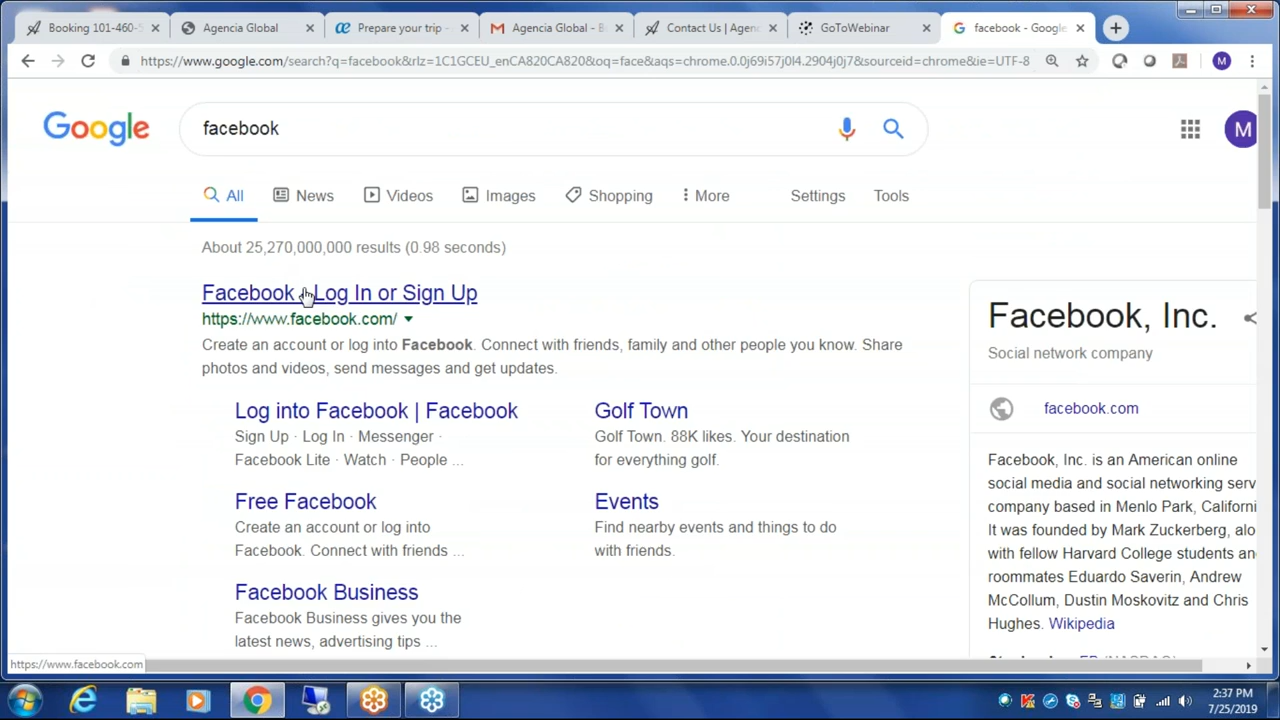 Booking 101-460-5
Agencia Global
Prepare your trip -
Agencia Global - B
Contact Us | Agen
GoToWebinar
facebook - Google
https://www.google.com/search?q=facebook&rlz=1C1GCEU_enCA820CA820&oq=face&aqs=chrome.0.0j69i57j0l4.2904j0j7&sourceid=chrome&ie=UTF-8
M
Google
facebook
M
All
News
Videos
Images
Shopping
More
Settings
Tools
About 25,270,000,000 results (0.98 seconds)
Facebook - Log In or Sign Up
https://www.facebook.com/
Create an account or log into Facebook. Connect with friends, family and other people you know. Share
photos and videos, send messages and get updates.
Log into Facebook | Facebook
Sign Up · Log In · Messenger ·
Facebook Lite · Watch · People ...
Golf Town
Golf Town. 88K likes. Your destination
for everything golf.
Free Facebook
Create an account or log into
Facebook. Connect with friends ...
Events
Find nearby events and things to do
with friends.
Facebook Business
Facebook Business gives you the
latest news, advertising tips ...
Facebook, Inc.
Social network company
facebook.com
Facebook, Inc. is an American online
social media and social networking serv
company based in Menlo Park, Californi
It was founded by Mark Zuckerberg, alo
with fellow Harvard College students an
roommates Eduardo Saverin, Andrew
McCollum, Dustin Moskovitz and Chris
Hughes. Wikipedia
https://www.facebook.com
2:37 PM
7/25/2019